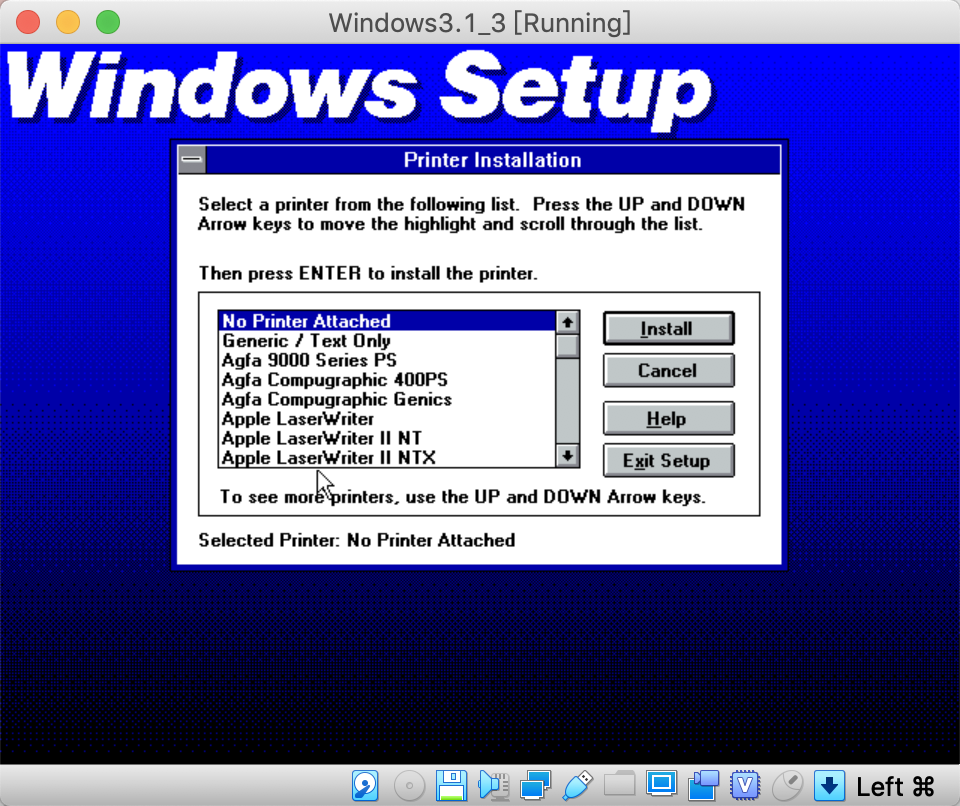 Windows3.1_3 [Running]
Windows Setup
Printer Installation
Select a printer from the following list.  Press the UP and DOWN
Arrow keys to move the highlight and scroll through the list.
Then press ENTER to install the printer.
No Printer Attached
Generic / Text Only
Agfa 9000 Series PS
Agfa Compugraphic 400PS
Agfa Compugraphic Genics
Apple LaserWriter
Apple LaserWriter II NT
Apple LaserWriter II NTX
Install
Cancel
Help
Exit Setup
To see more printers, use the UP and DOWN Arrow keys.
Selected Printer: No Printer Attached
V
Left ⌘